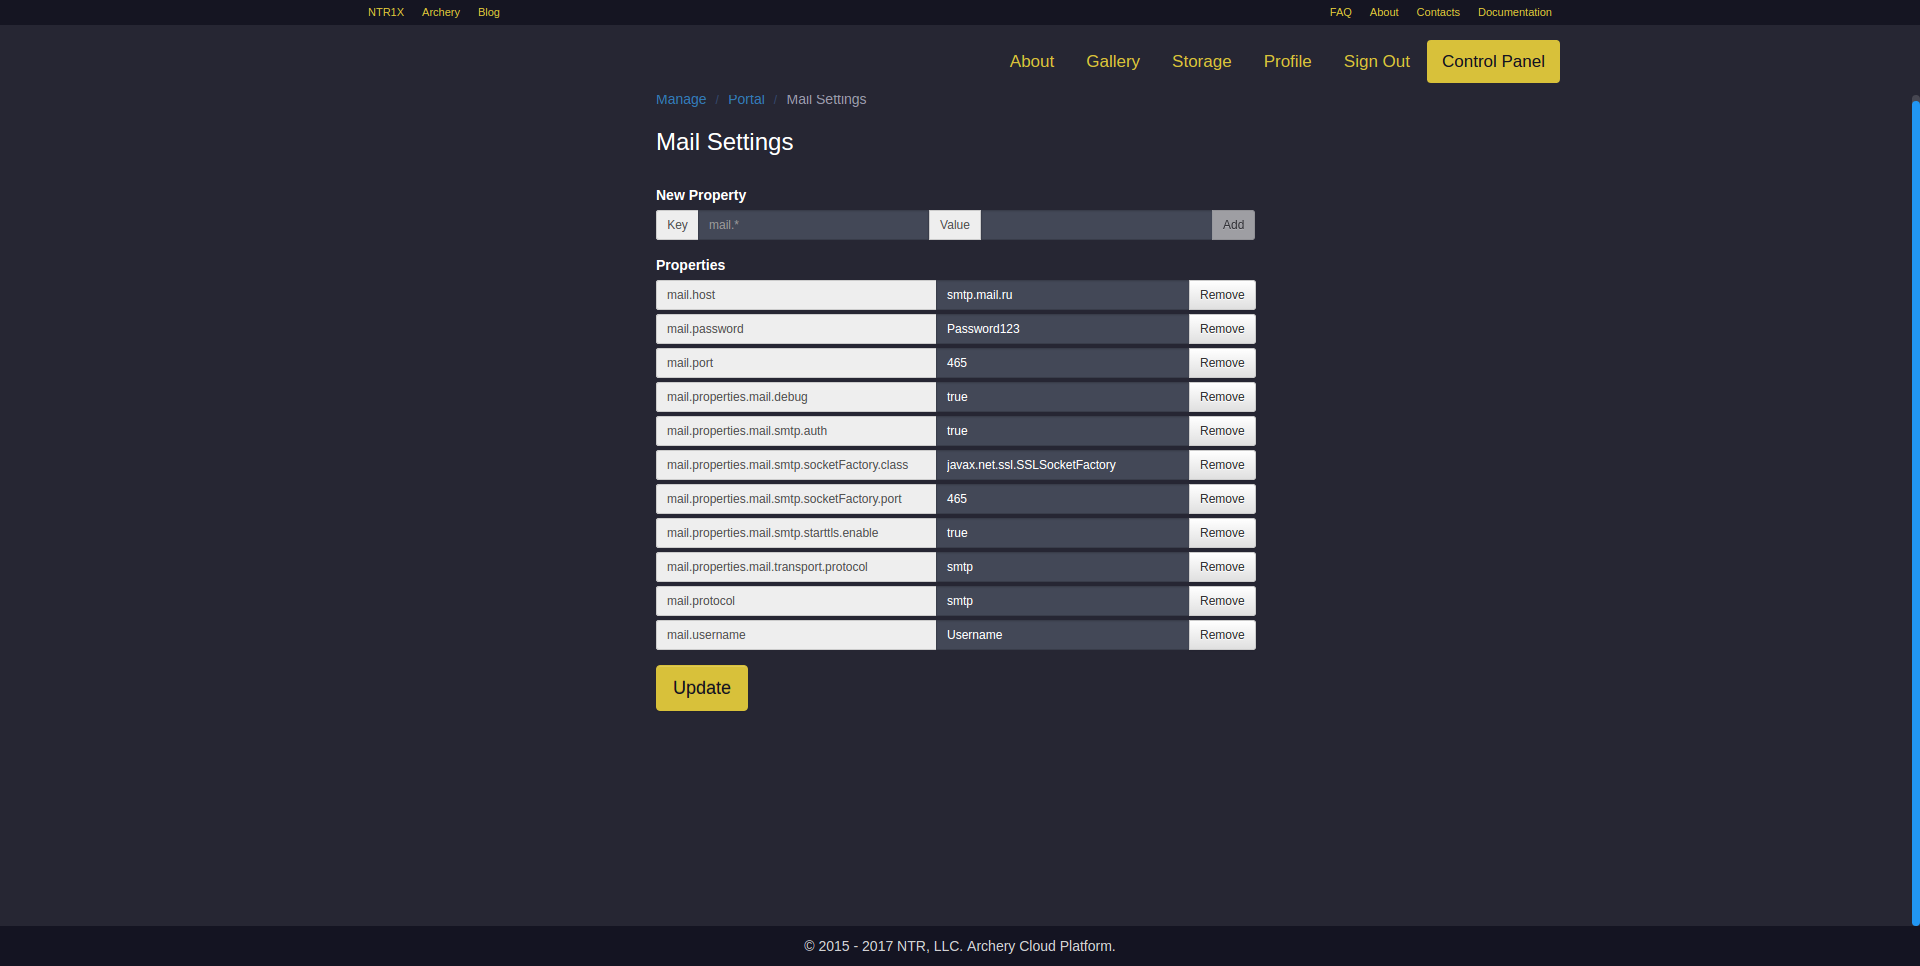 NTR1X Archery Blog FAQ About Contacts Documentation
About Gallery Storage Profile Sign Out Control Panel
Manage / Portal / Mail Settings
Mail Settings
New Property
Key mail.* Value Add
Properties
mail.host smtp.mail.ru Remove
mail.password Password123 Remove
mail.port 465 Remove
mail.properties.mail.debug true Remove
mail.properties.mail.smtp.auth true Remove
mail.properties.mail.smtp.socketFactory.class javax.net.ssl.SSLSocketFactory Remove
mail.properties.mail.smtp.socketFactory.port 465 Remove
mail.properties.mail.smtp.starttls.enable true Remove
mail.properties.mail.transport.protocol smtp Remove
mail.protocol smtp Remove
mail.username Username Remove
Update
© 2015 - 2017 NTR, LLC. Archery Cloud Platform.